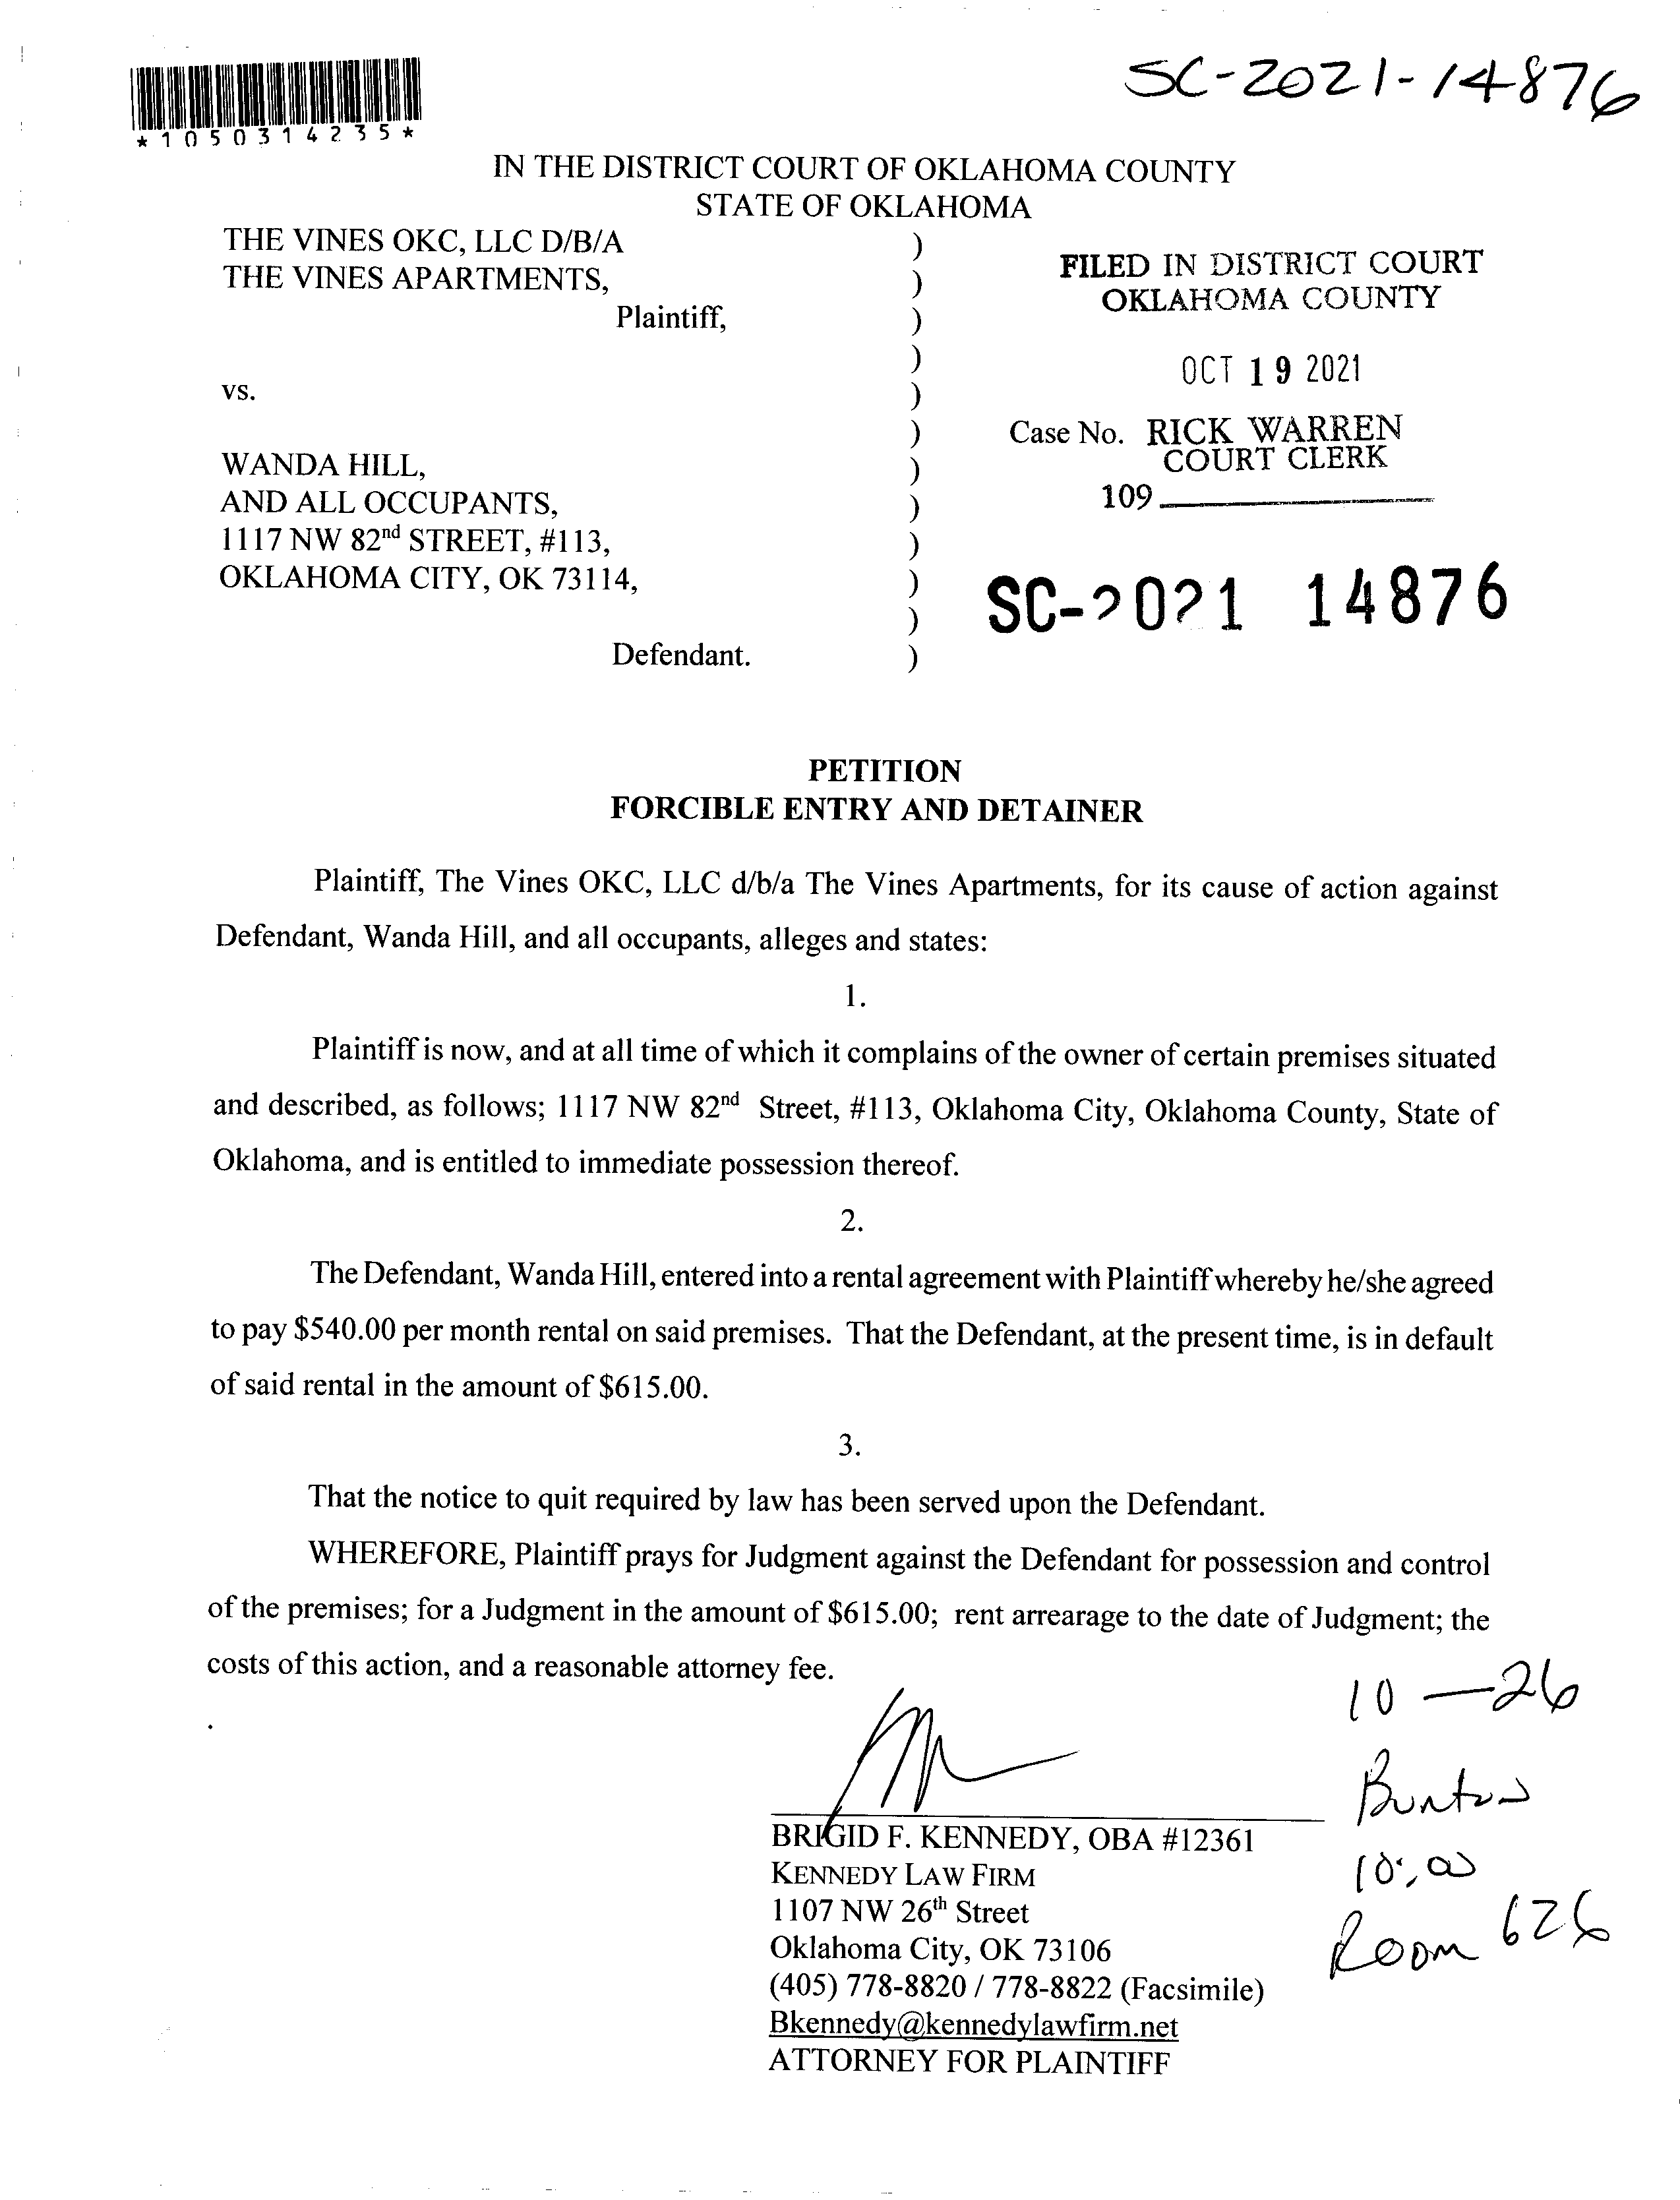 SC-2021-14876
*1050314235*
IN THE DISTRICT COURT OF OKLAHOMA COUNTY
STATE OF OKLAHOMA
THE VINES OKC, LLC D/B/A )
THE VINES APARTMENTS, )
Plaintiff, )
)
vs. )
)
WANDA HILL, )
AND ALL OCCUPANTS, )
1117 NW 82nd STREET, #113, )
OKLAHOMA CITY, OK 73114, )
)
Defendant. )
FILED IN DISTRICT COURT
OKLAHOMA COUNTY
OCT 19 2021
Case No. RICK WARREN
COURT CLERK
109
SC-2021 14876
PETITION
FORCIBLE ENTRY AND DETAINER
Plaintiff, The Vines OKC, LLC d/b/a The Vines Apartments, for its cause of action against
Defendant, Wanda Hill, and all occupants, alleges and states:
1.
Plaintiff is now, and at all time of which it complains of the owner of certain premises situated
and described, as follows; 1117 NW 82nd Street, #113, Oklahoma City, Oklahoma County, State of
Oklahoma, and is entitled to immediate possession thereof.
2.
The Defendant, Wanda Hill, entered into a rental agreement with Plaintiff whereby he/she agreed
to pay $540.00 per month rental on said premises. That the Defendant, at the present time, is in default
of said rental in the amount of $615.00.
3.
That the notice to quit required by law has been served upon the Defendant.
WHEREFORE, Plaintiff prays for Judgment against the Defendant for possession and control
of the premises; for a Judgment in the amount of $615.00; rent arrearage to the date of Judgment; the
costs of this action, and a reasonable attorney fee.
BRIGID F. KENNEDY, OBA #12361
KENNEDY LAW FIRM
1107 NW 26th Street
Oklahoma City, OK 73106
(405) 778-8820 / 778-8822 (Facsimile)
Bkennedy@kennedylawfirm.net
ATTORNEY FOR PLAINTIFF
10-26
Burton
10:00
Room 626